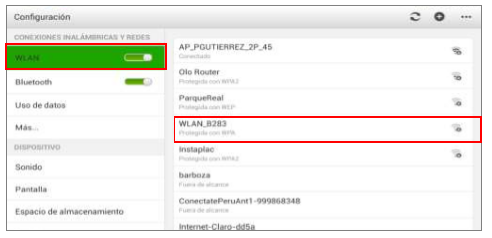 Configuración
CONEXIONES INALÁMBRICAS Y REDES
WLAN
Bluetooth
Uso de datos
Más...
DISPOSITIVO
Sonido
Pantalla
Espacio de almacenamiento
AP_PGUTIERREZ_2P_45
Conectado
Olo Router
Protegida con WPA2
ParqueReal
Protegida con WEP
WLAN_B283
Protegida con WPA
Instaplac
Protegida con WPA2
barboza
Fuera de alcance
ConectatePeruAnt1-999868348
Fuera de alcance
Internet-Claro-dd5a